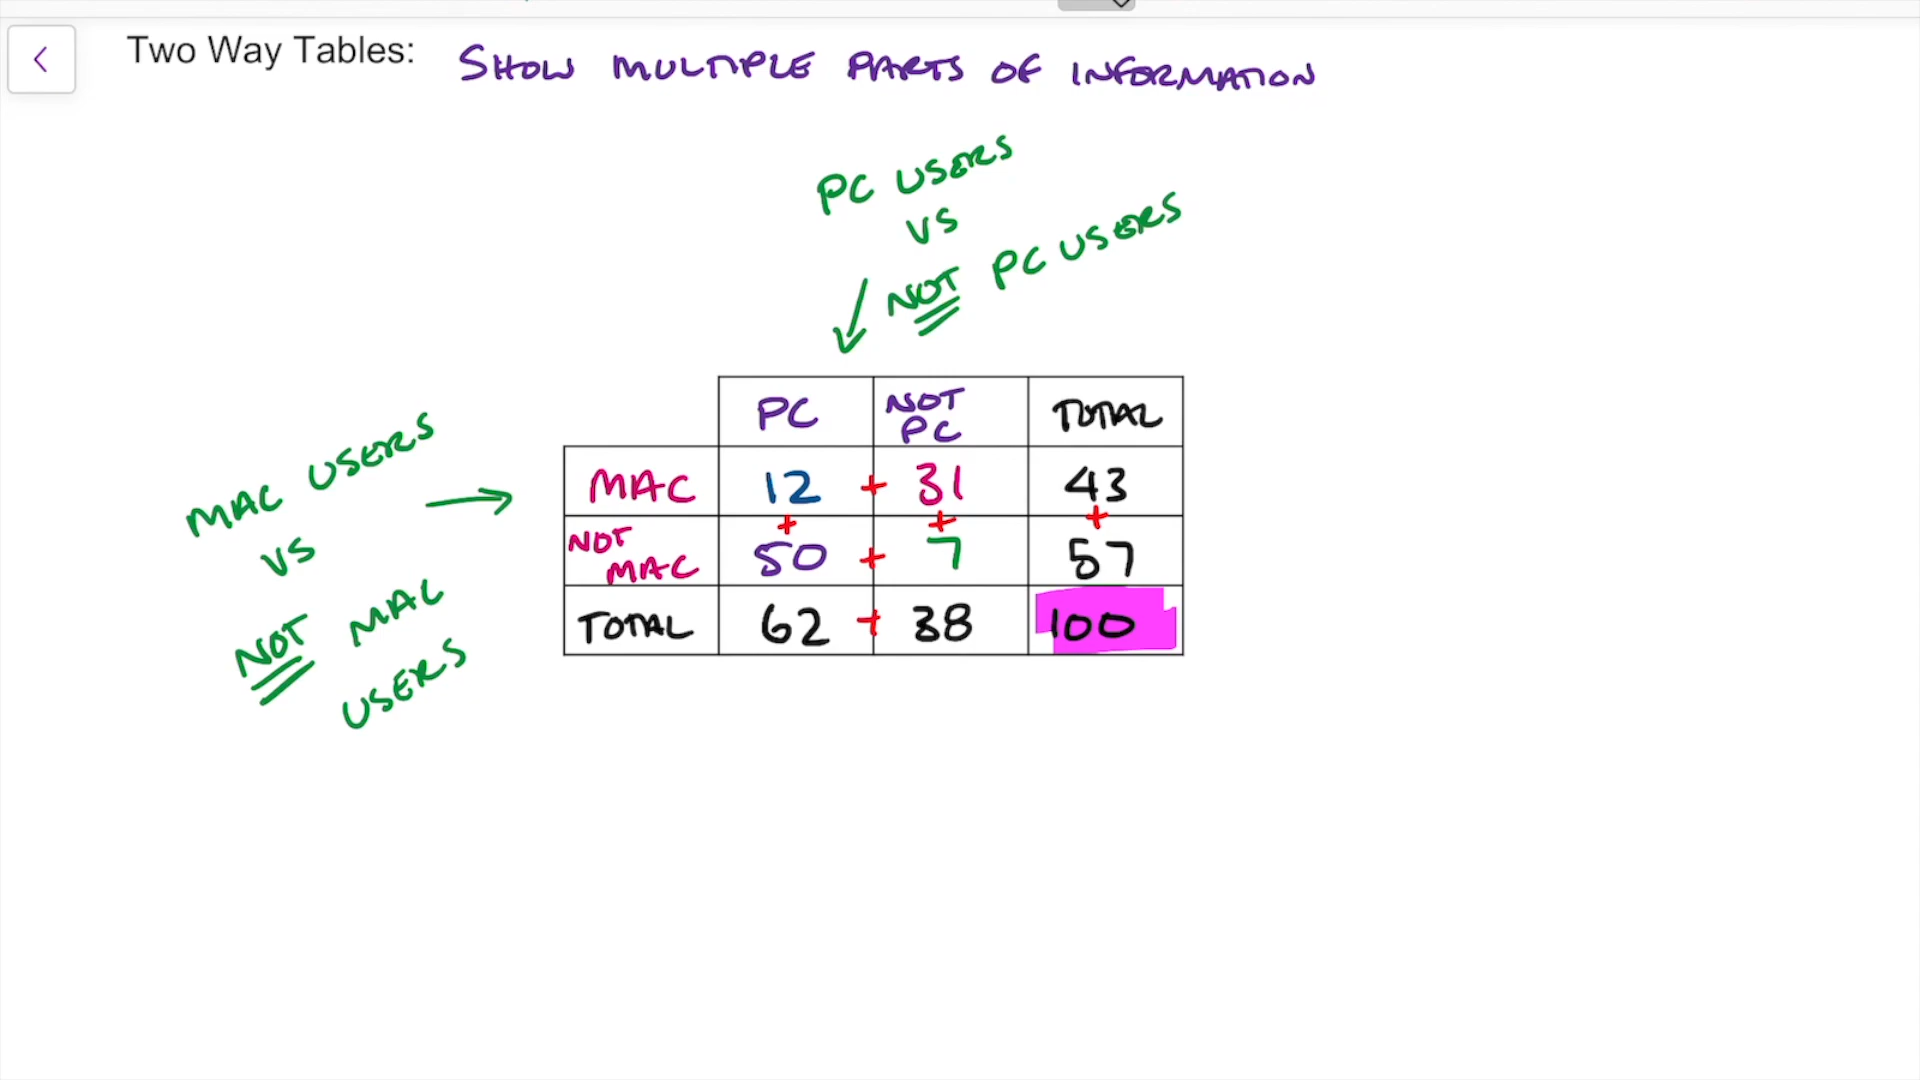 Two Way Tables: SHOW MULTIPLE PARTS OF INFORMATION
PC USERS
VS
NOT PC USERS
MAC USERS
VS
NOT MAC
USERS
PC NOT PC TOTAL
MAC 12 + 31 43
+ + +
NOT MAC 50 + 7 57
TOTAL 62 + 38 100